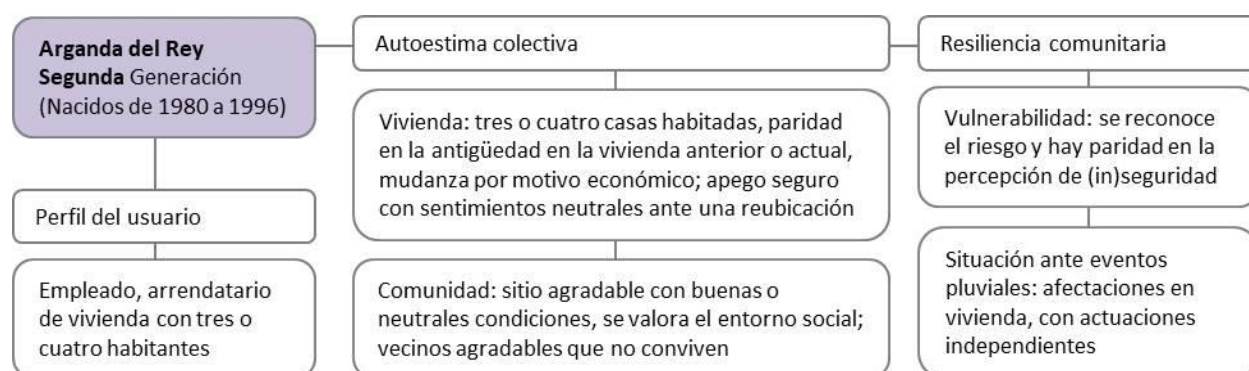 Arganda del Rey
Segunda Generación
(Nacidos de 1980 a 1996)
Perfil del usuario
Empleado, arrendatario
de vivienda con tres o
cuatro habitantes
Autoestima colectiva
Vivienda: tres o cuatro casas habitadas, paridad
en la antigüedad en la vivienda anterior o actual,
mudanza por motivo económico; apego seguro
con sentimientos neutrales ante una reubicación
Comunidad: sitio agradable con buenas o
neutrales condiciones, se valora el entorno social;
vecinos agradables que no conviven
Resiliencia comunitaria
Vulnerabilidad: se reconoce
el riesgo y hay paridad en la
percepción de (in)seguridad
Situación ante eventos
pluviales: afectaciones en
vivienda, con actuaciones
independientes